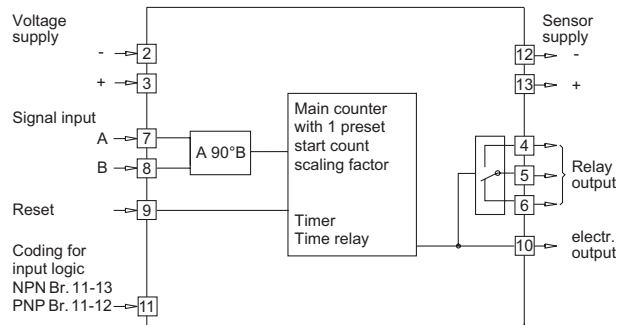 Voltage
supply
- 2
+ 3
Signal input
A 7
B 8
A 90°B
Reset 9
Coding for
input logic
NPN Br. 11-13
PNP Br. 11-12 11
Main counter
with 1 preset
start count
scaling factor
Timer
Time relay
Sensor
supply
12 -
13 +
4
5
6
Relay
output
10 electr.
output